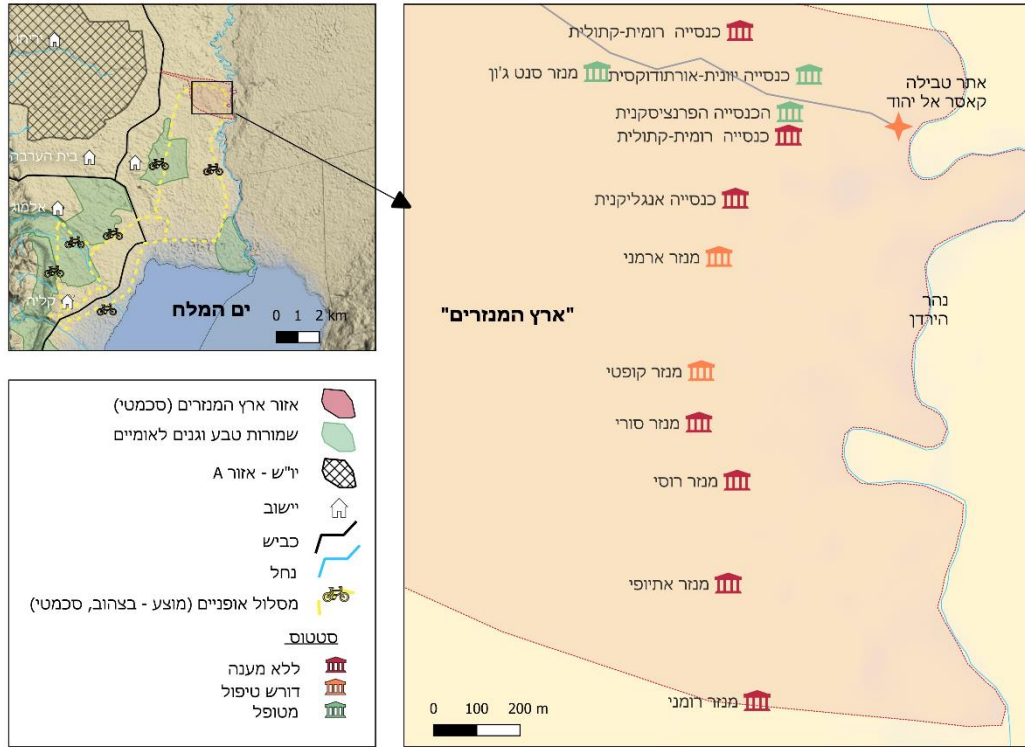 יריחו
בית הערבה
אלמוג
קליה
ים המלח
0 1 2 km
אזור ארץ המנזרים (סכמטי)
שמורות טבע וגנים לאומיים
יו"ש - אזור A
יישוב
כביש
נחל
מסלול אופניים (מוצע - בצהוב, סכמטי)
סטטוס
ללא מענה
דורש טיפול
מטופל
כנסייה רומית-קתולית
מנזר סנט ג'ון
כנסייה יוונית-אורתודוקסית
אתר טבילה
קאסר אל יהוד
הכנסייה הפרנציסקנית
כנסייה רומית-קתולית
כנסייה אנגליקנית
מנזר ארמני
"ארץ המנזרים"
נהר
הירדן
מנזר קופטי
מנזר סורי
מנזר רוסי
מנזר אתיופי
מנזר רומני
0 100 200 m